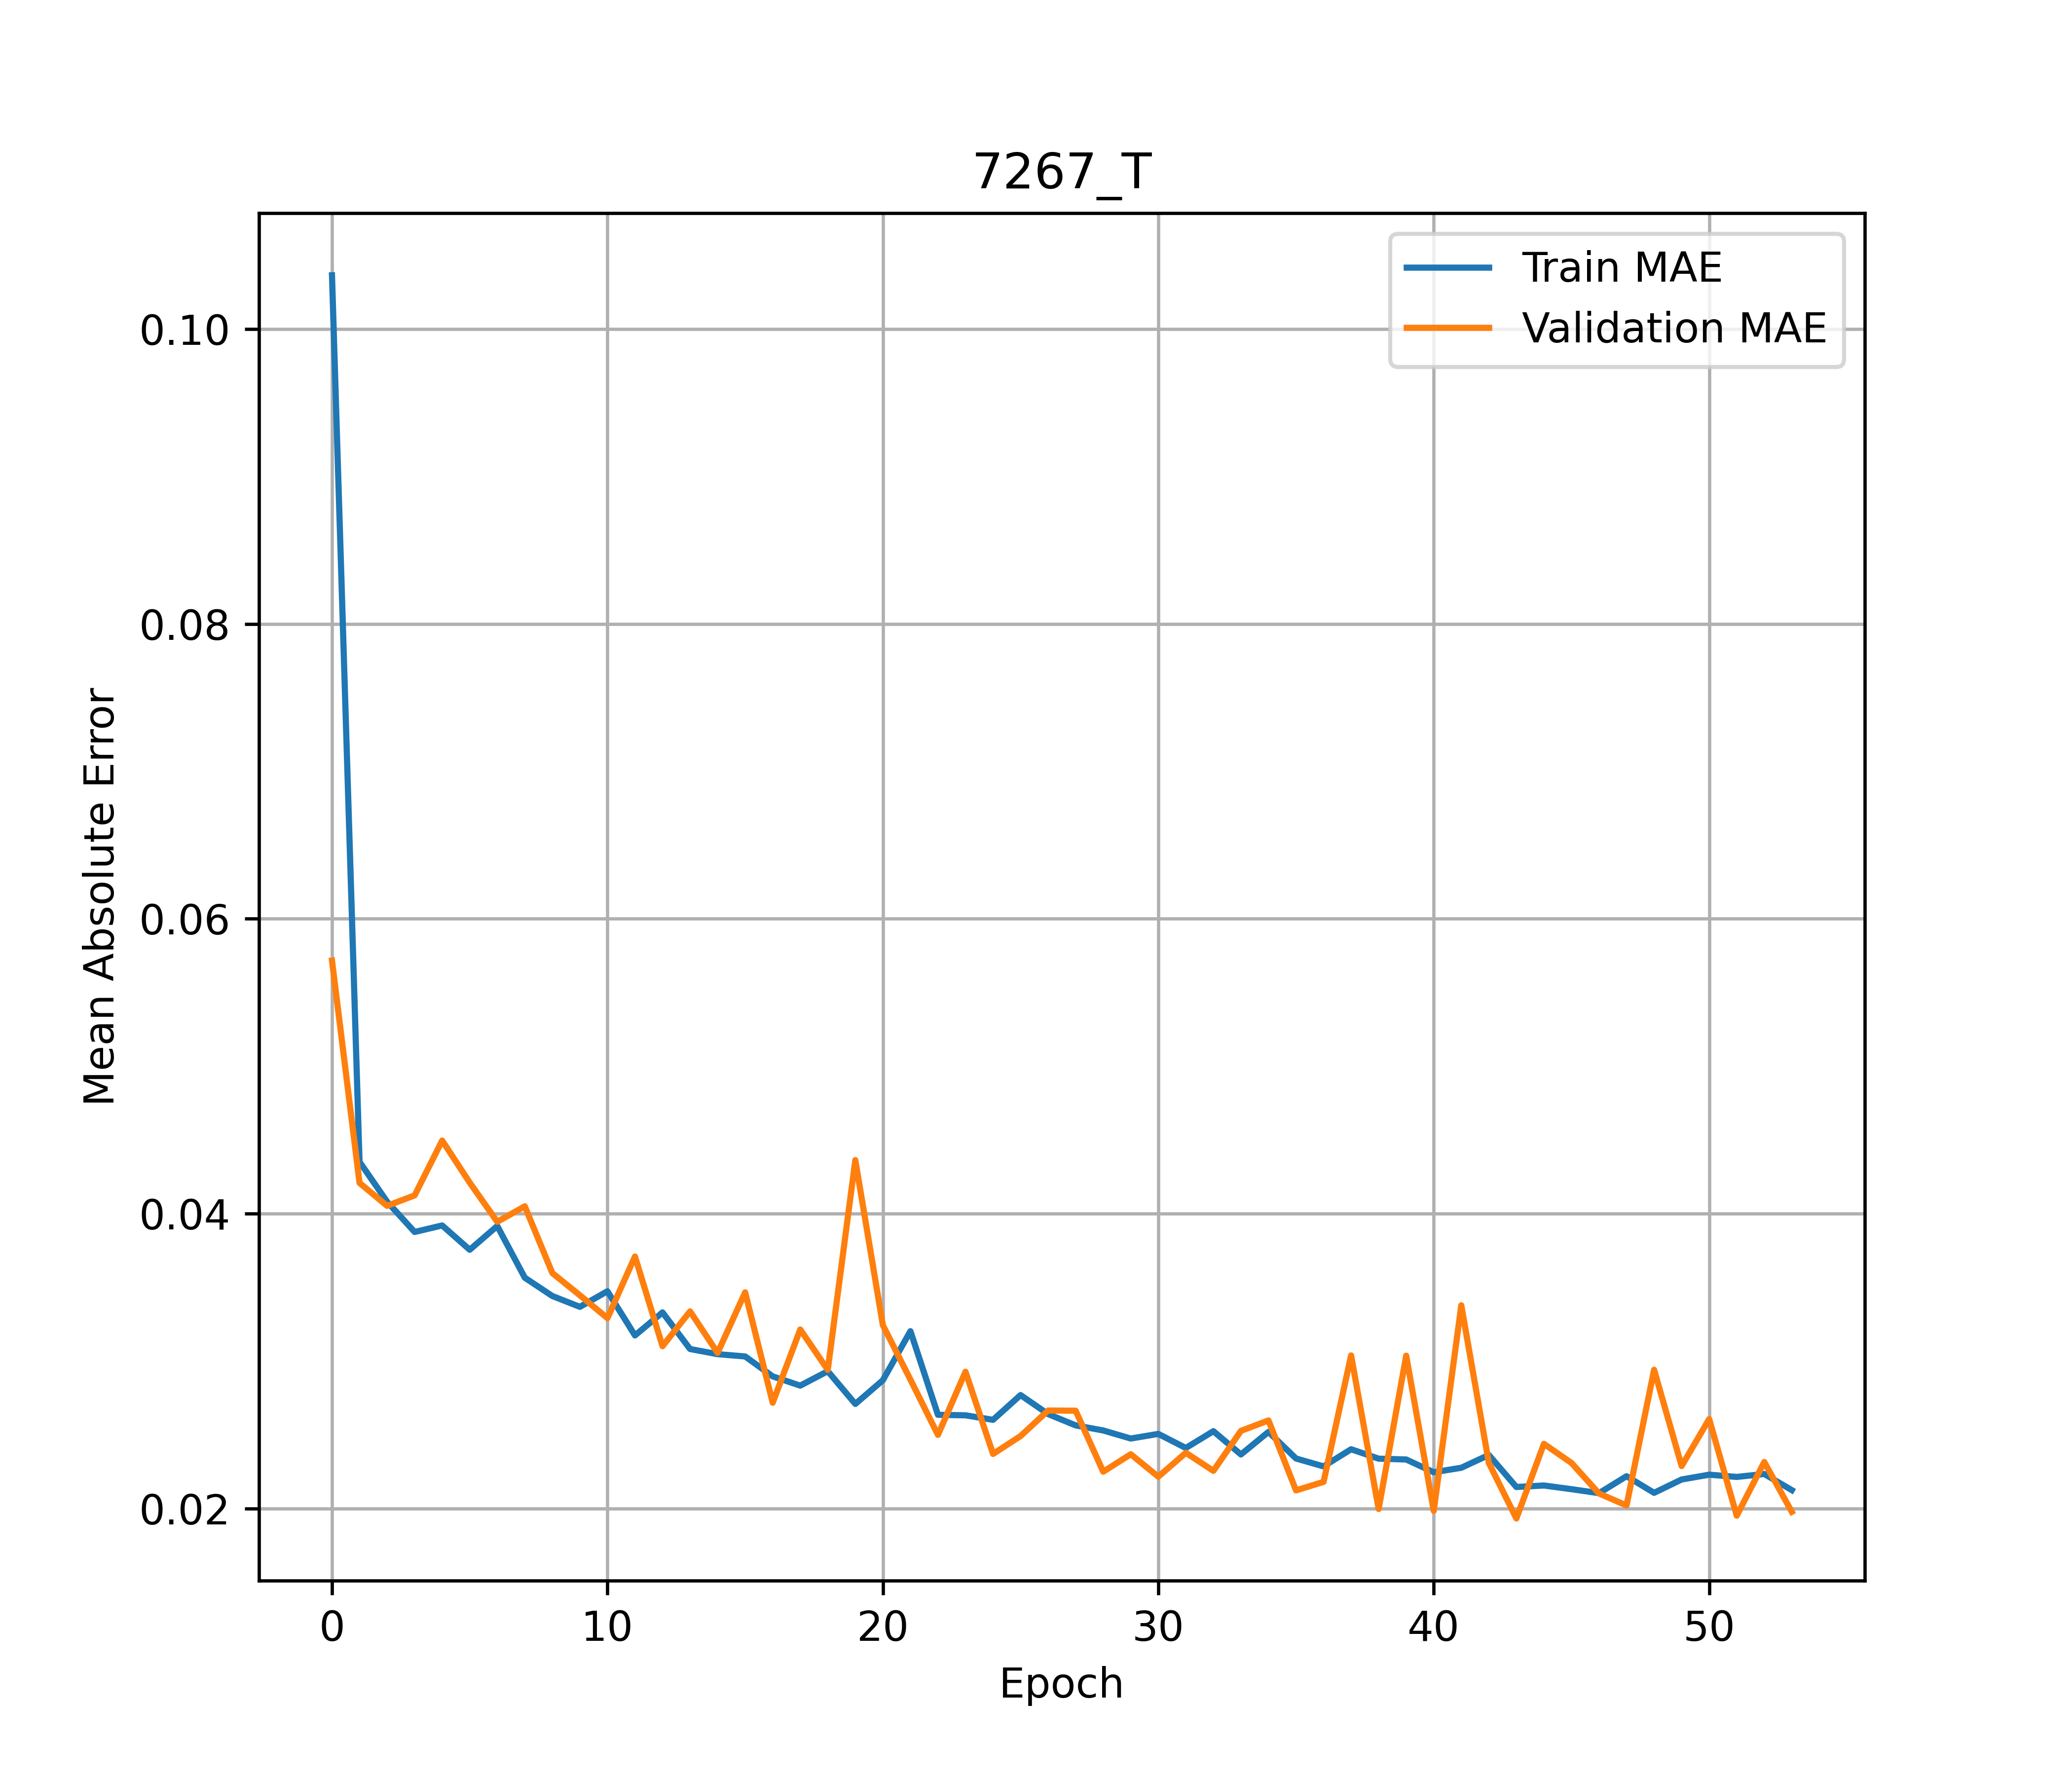 7267_T
Train MAE
Validation MAE
Mean Absolute Error
0.10
0.08
0.06
0.04
0.02
0 10 20 30 40 50
Epoch